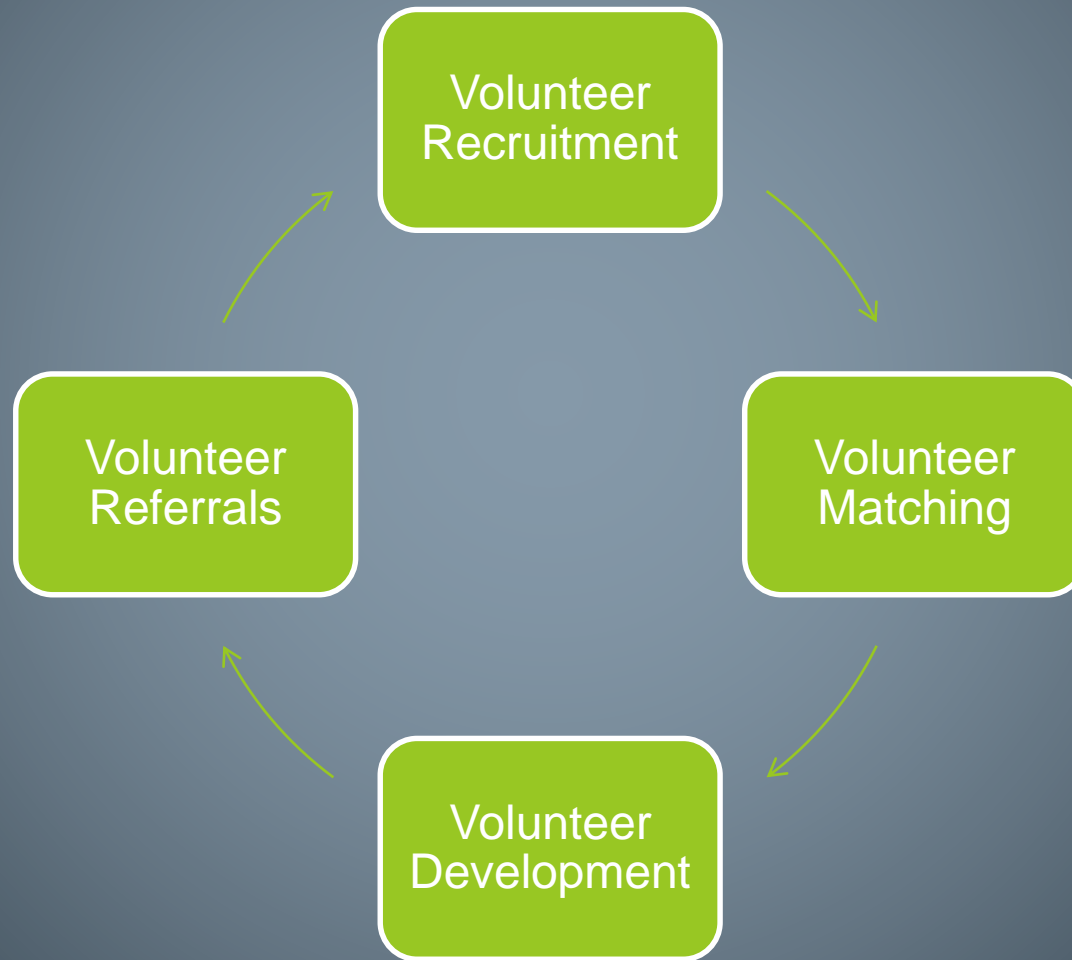 Volunteer
Recruitment
Volunteer
Matching
Volunteer
Development
Volunteer
Referrals